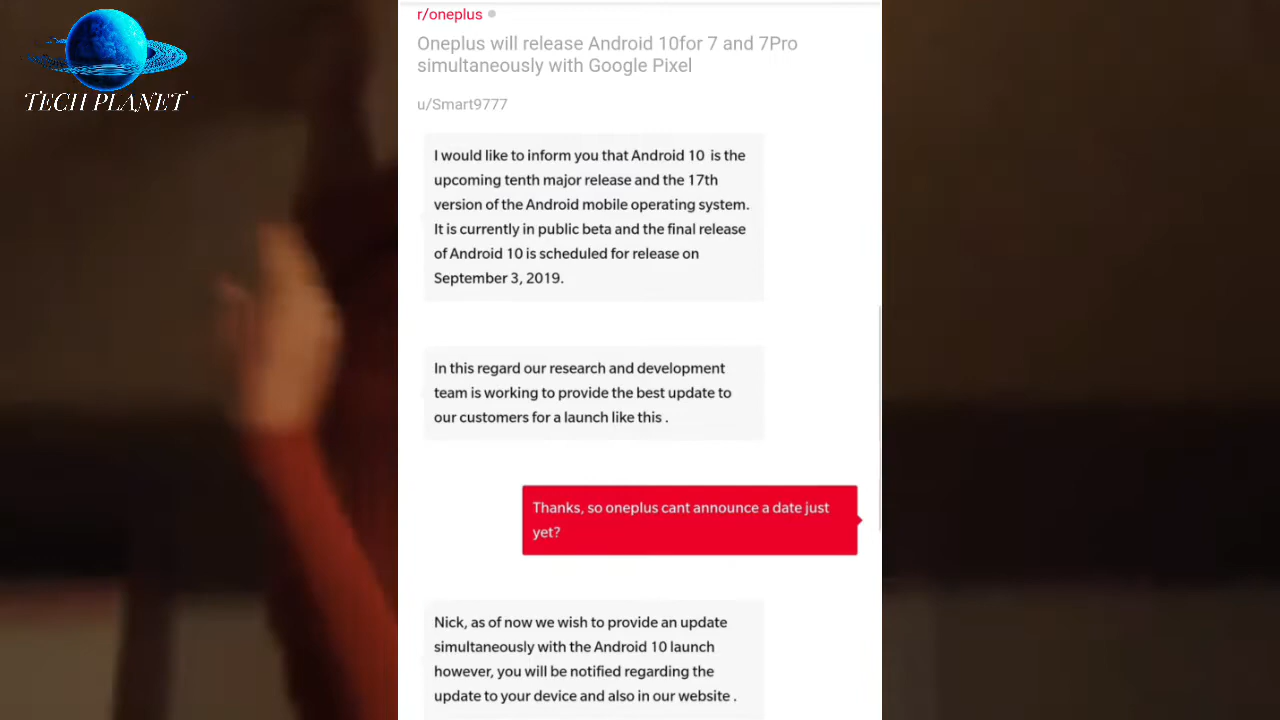 TECH PLANET
r/oneplus
Oneplus will release Android 10for 7 and 7Pro
simultaneously with Google Pixel
u/Smart9777
I would like to inform you that Android 10 is the
upcoming tenth major release and the 17th
version of the Android mobile operating system.
It is currently in public beta and the final release
of Android 10 is scheduled for release on
September 3, 2019.
In this regard our research and development
team is working to provide the best update to
our customers for a launch like this .
Thanks, so oneplus cant announce a date just
yet?
Nick, as of now we wish to provide an update
simultaneously with the Android 10 launch
however, you will be notified regarding the
update to your device and also in our website .